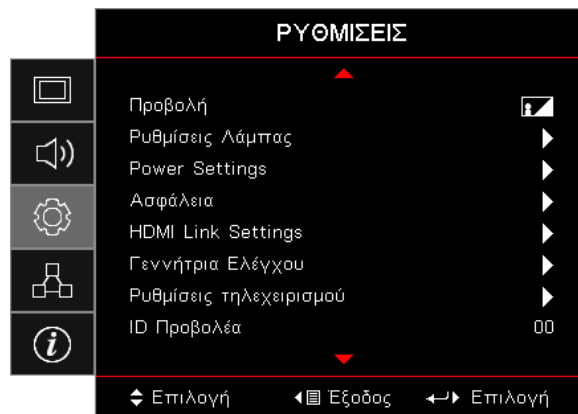 ΡΥΘΜΙΣΕΙΣ
Προβολή
Ρυθμίσεις Λάμπας
Power Settings
Ασφάλεια
HDMI Link Settings
Γεννήτρια Ελέγχου
Ρυθμίσεις τηλεχειρισμού
ID Προβολέα 00
Επιλογή Έξοδος Επιλογή